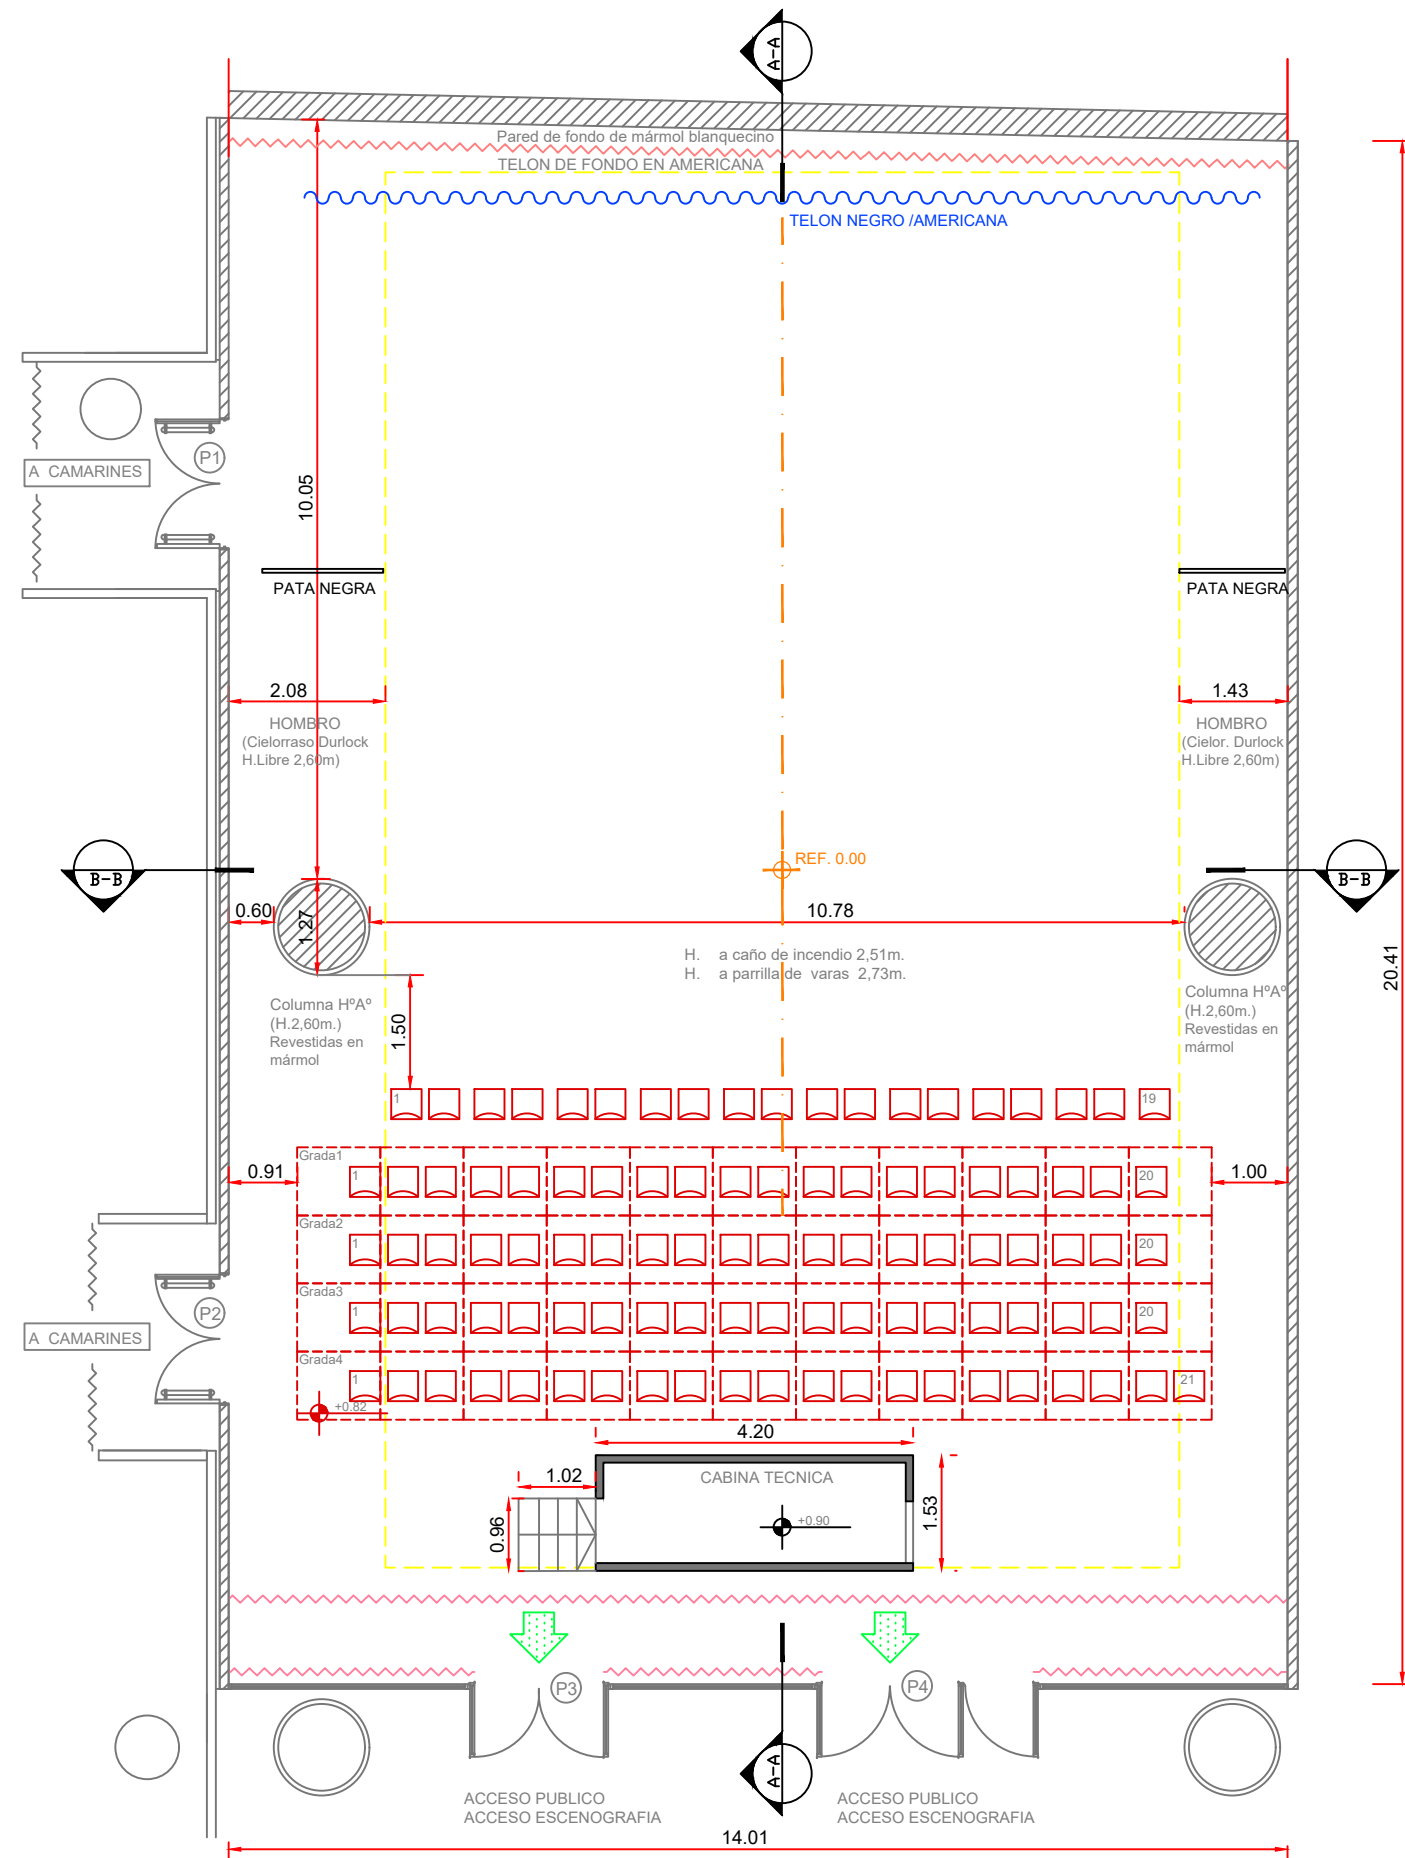 A-A
Pared de fondo de mármol blanquecino
TELON DE FONDO EN AMERICANA
TELON NEGRO /AMERICANA
P1
A CAMARINES
10.05
PATA NEGRA
PATA NEGRA
2.08
1.43
HOMBRO
(Cielorraso Durlock
H.Libre 2,60m)
HOMBRO
(Cielor. Durlock
H.Libre 2,60m)
REF. 0.00
B-B
B-B
0.60
1.27
10.78
20.41
H. a caño de incendio 2,51m.
H. a parrilla de varas 2,73m.
Columna HºAº
(H.2,60m.)
Revestidas en
mármol
Columna HºAº
(H.2,60m.)
Revestidas en
mármol
1.50
1
19
Grada1
0.91
1
20
1.00
Grada2
1
20
Grada3
1
20
P2
A CAMARINES
Grada4
1
21
+0.82
4.20
1.02
CABINA TECNICA
0.96
+0.90
1.53
P3
P4
A-A
ACCESO PUBLICO
ACCESO ESCENOGRAFIA
ACCESO PUBLICO
ACCESO ESCENOGRAFIA
14.01